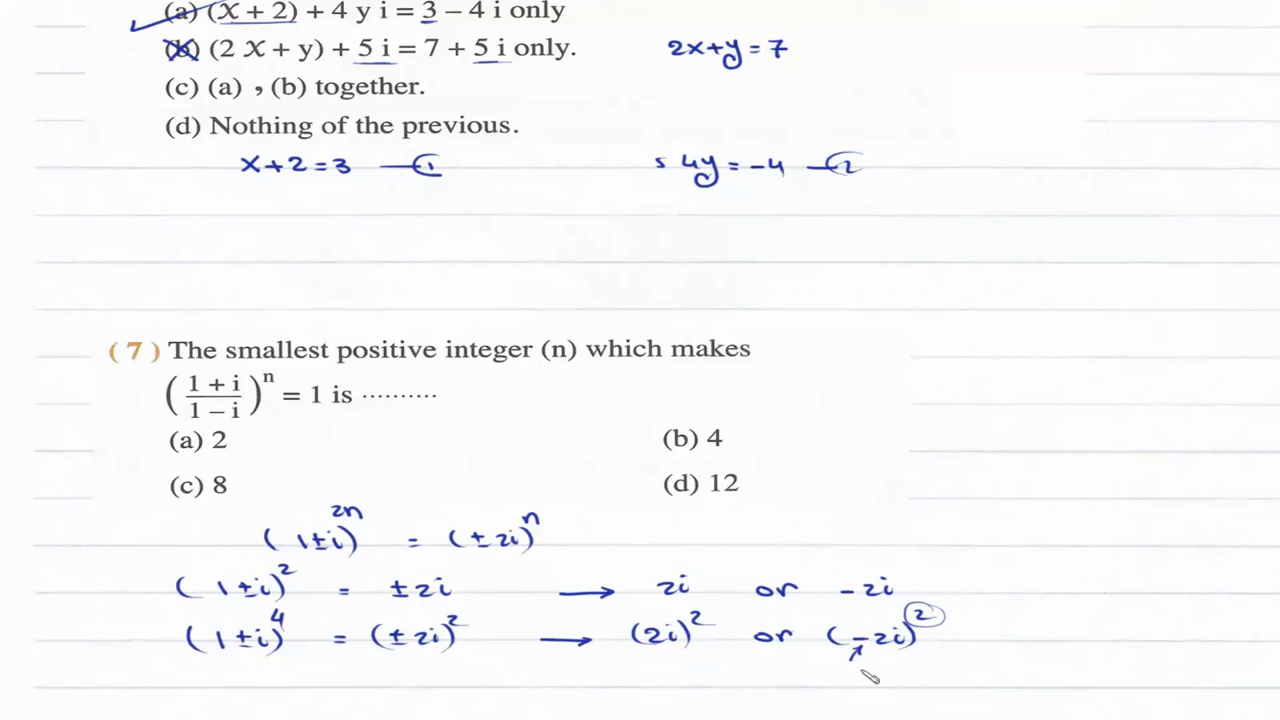 (a) (X + 2) + 4 y i = 3 – 4 i only
(b) (2 X + y) + 5 i = 7 + 5 i only. 2x+y = 7
(c) (a) , (b) together.
(d) Nothing of the previous.
x+2 = 3 — 1 , 4y = -4 — 2
( 7 ) The smallest positive integer (n) which makes
((1 + i)/(1 – i))^n = 1 is ..........
(a) 2 (b) 4
(c) 8 (d) 12
(1±i)^2n = (±2i)^n
(1±i)^2 = ±2i → 2i or -2i
(1±i)^4 = (±2i)^2 → (2i)^2 or (-2i)^2